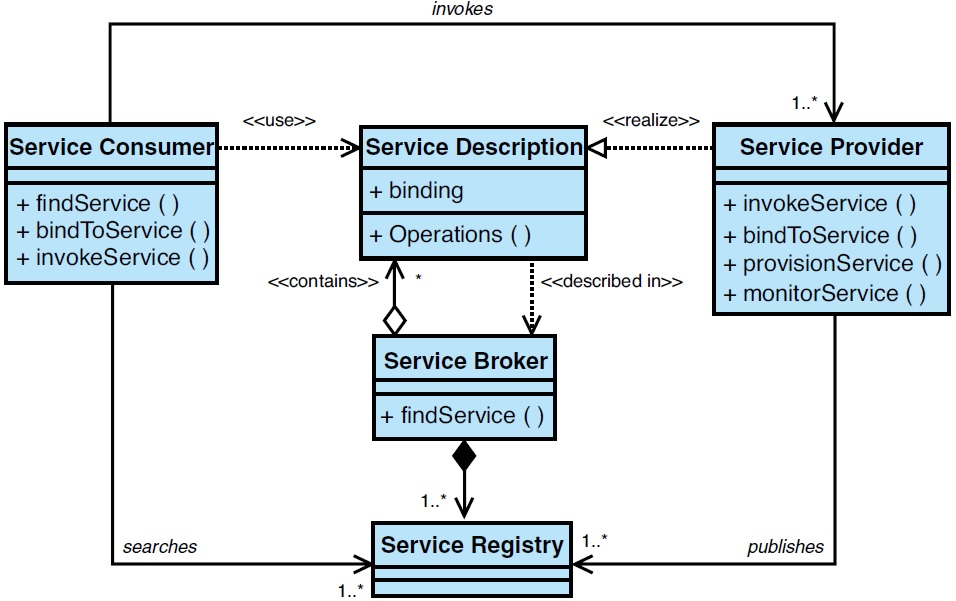 invokes
1..*
<<use>>
<<realize>>
Service Consumer
+ findService ( )
+ bindToService ( )
+ invokeService ( )
Service Description
+ binding
+ Operations ( )
Service Provider
+ invokeService ( )
+ bindToService ( )
+ provisionService ( )
+ monitorService ( )
<<contains>>
*
<<described in>>
Service Broker
+ findService ( )
1..*
searches
1..*
Service Registry
1..*
publishes